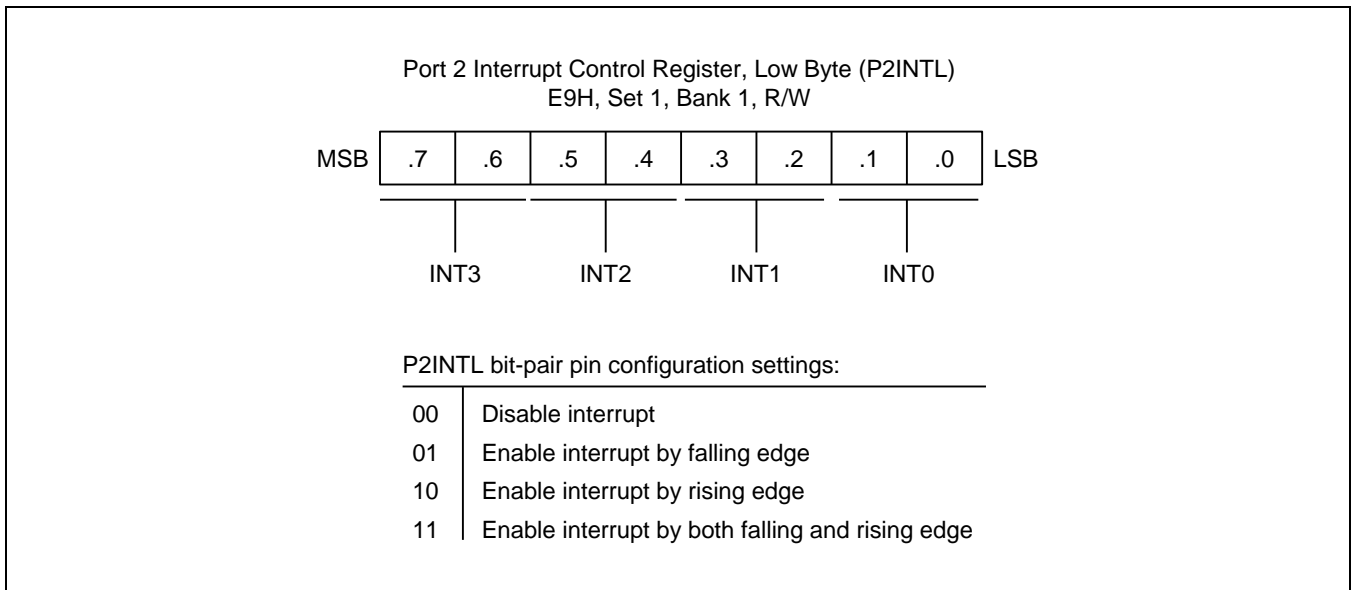 Port 2 Interrupt Control Register, Low Byte (P2INTL)
E9H, Set 1, Bank 1, R/W
MSB .7 .6 .5 .4 .3 .2 .1 .0 LSB
INT3 INT2 INT1 INT0
P2INTL bit-pair pin configuration settings:
00 Disable interrupt
01 Enable interrupt by falling edge
10 Enable interrupt by rising edge
11 Enable interrupt by both falling and rising edge